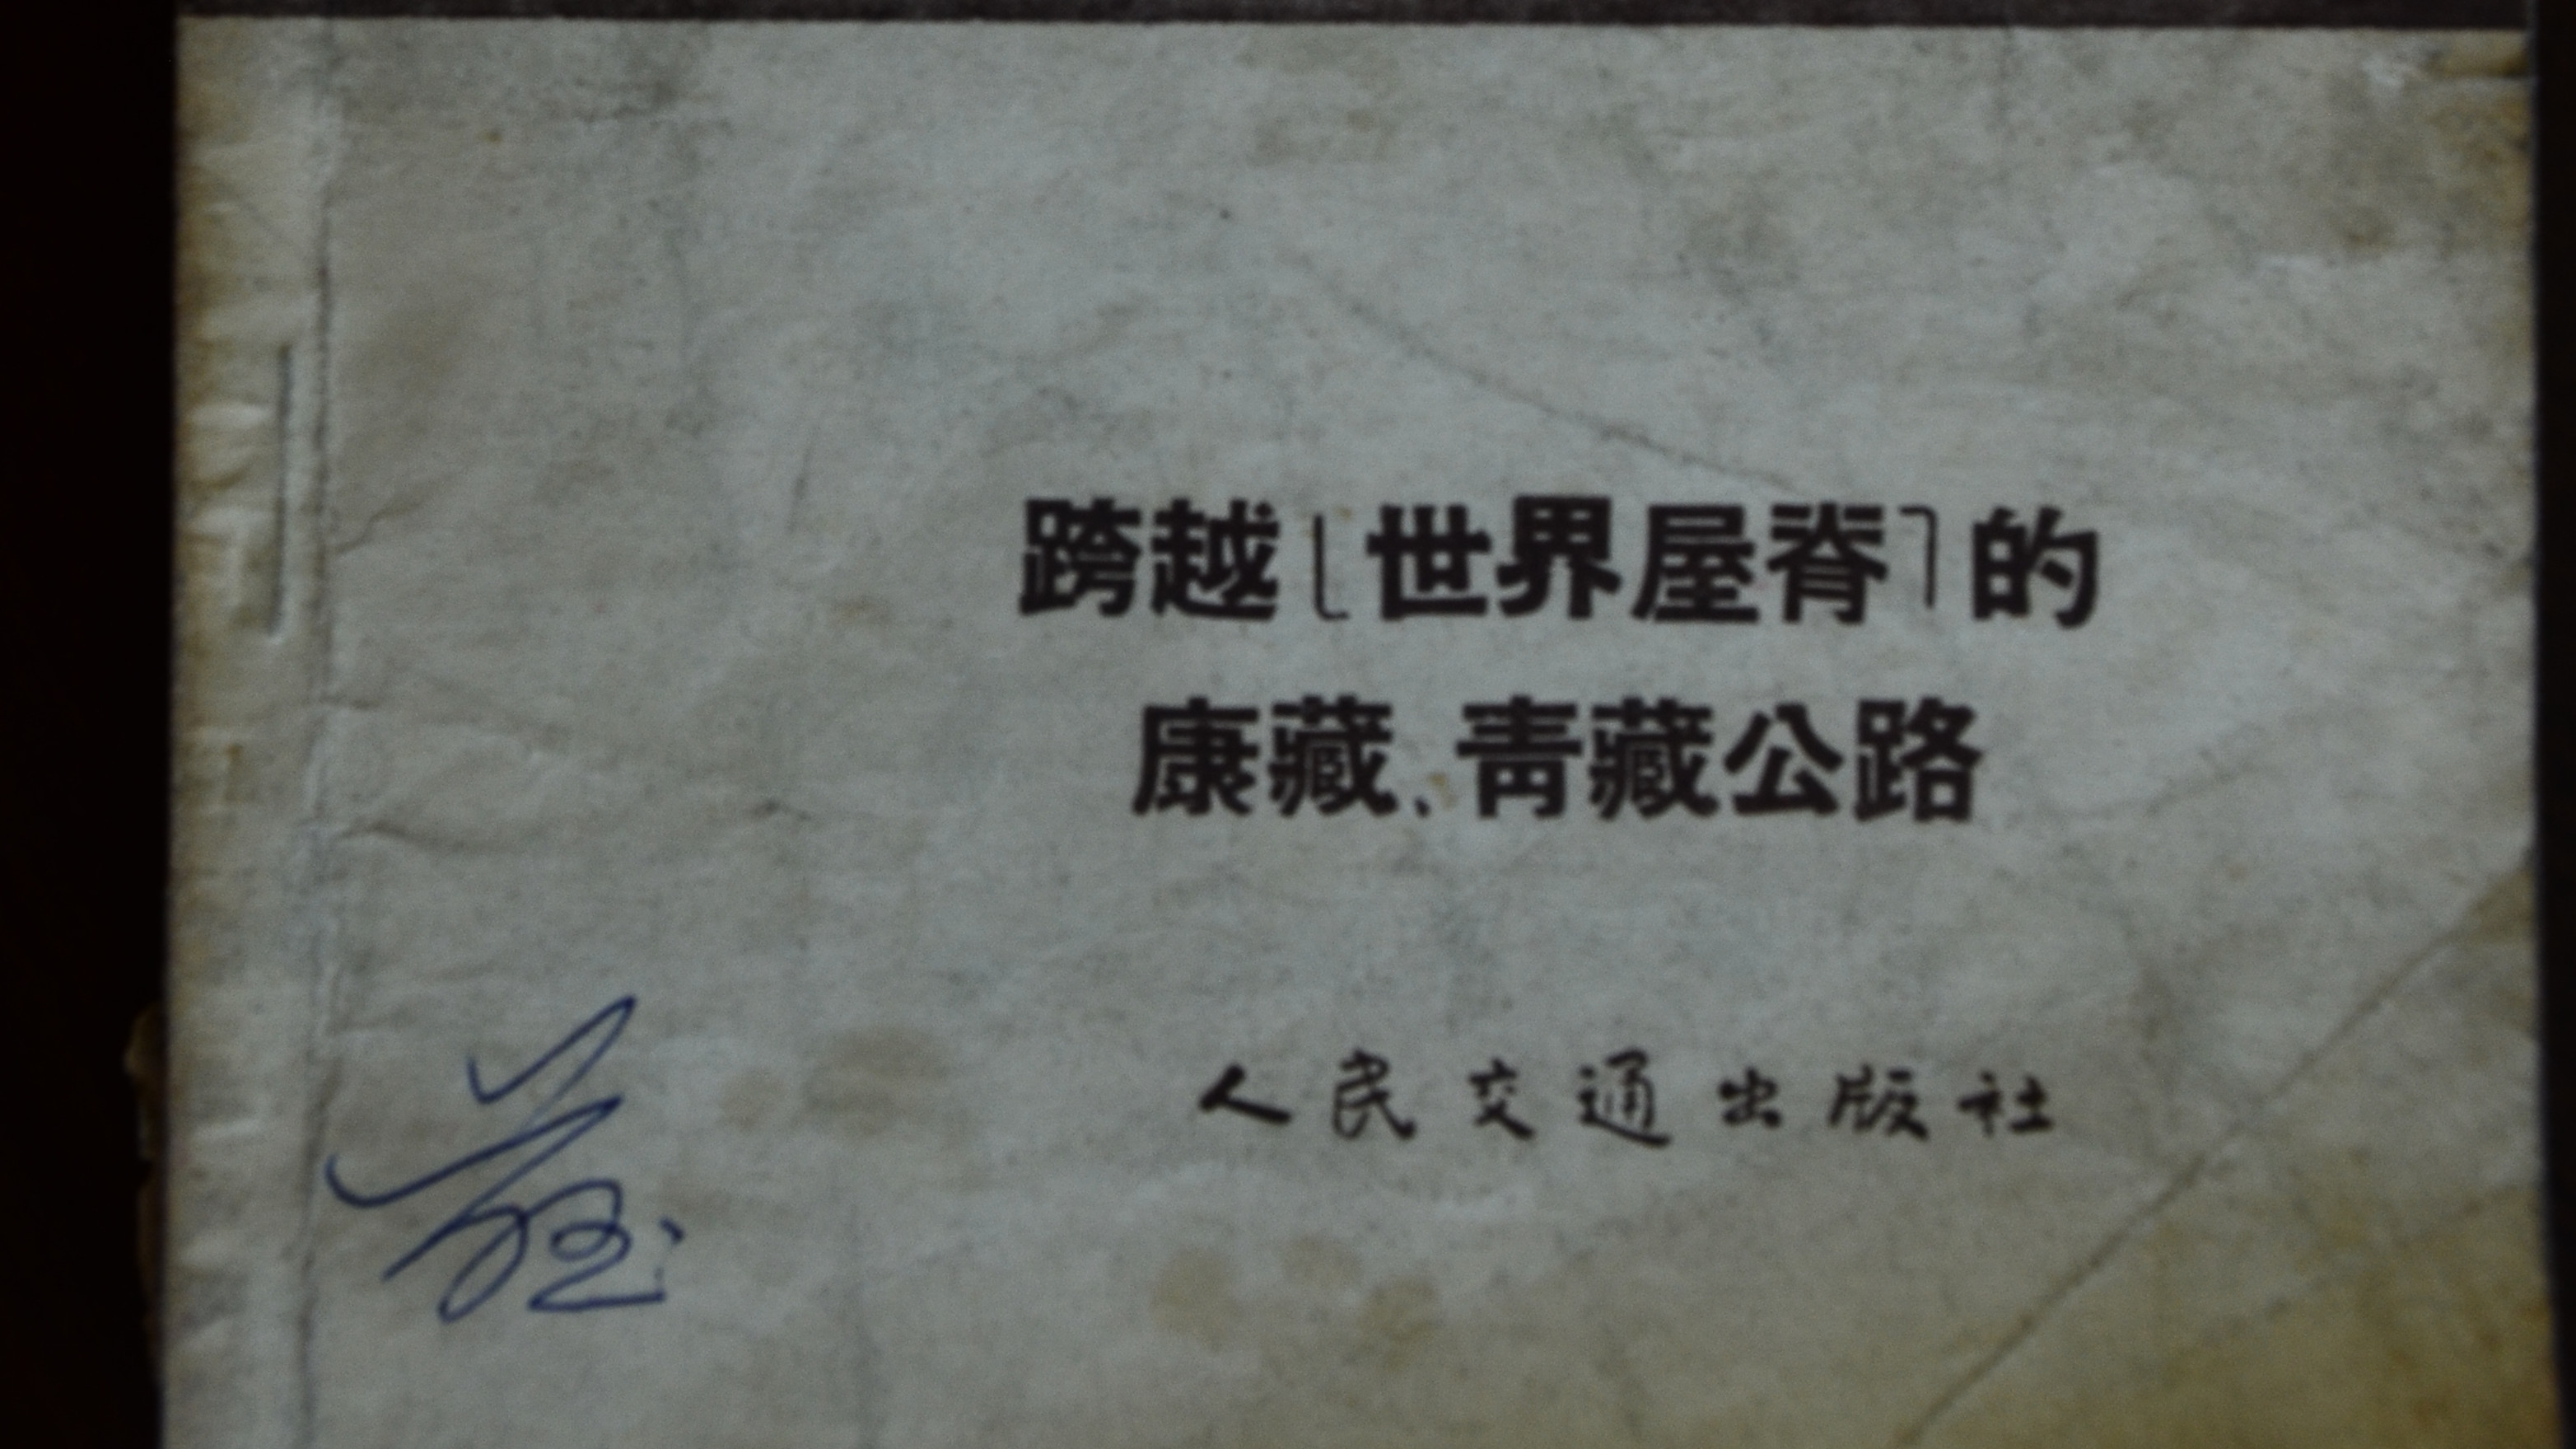 跨越﹝世界屋脊﹞的
康藏、青藏公路
人民交通出版社